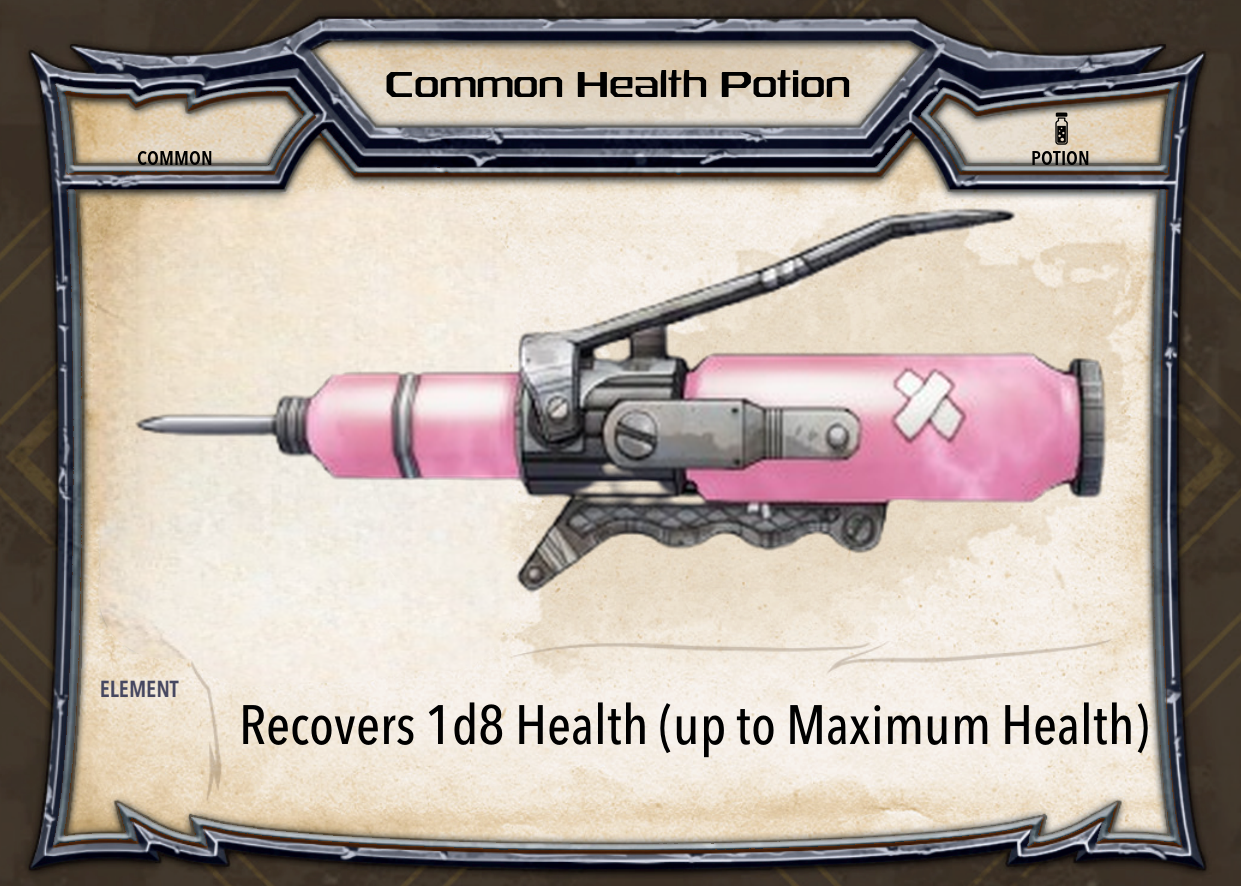 Common Health Potion
COMMON
POTION
ELEMENT
Recovers 1d8 Health (up to Maximum Health)